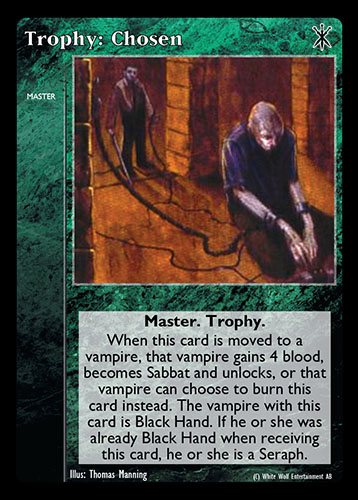 Trophy: Chosen
MASTER
Master. Trophy.
When this card is moved to a
vampire, that vampire gains 4 blood,
becomes Sabbat and unlocks, or that
vampire can choose to burn this
card instead. The vampire with this
card is Black Hand. If he or she was
already Black Hand when receiving
this card, he or she is a Seraph.
Illus: Thomas Manning
(C) White Wolf Entertainment AB